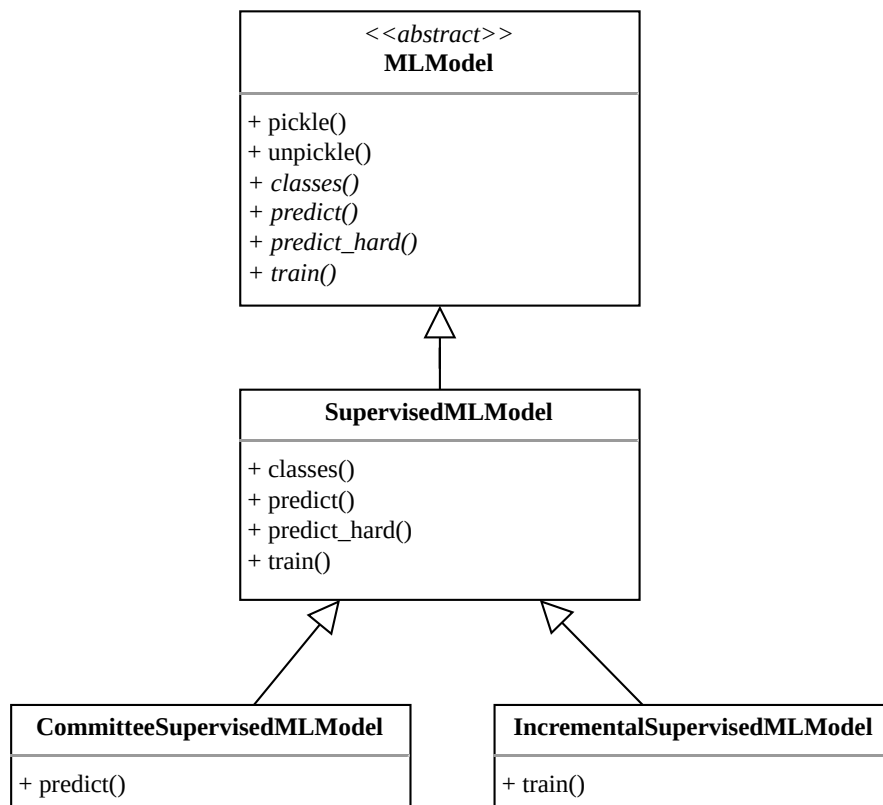 <<abstract>>
MLModel
+ pickle()
+ unpickle()
+ classes()
+ predict()
+ predict_hard()
+ train()
SupervisedMLModel
+ classes()
+ predict()
+ predict_hard()
+ train()
CommitteeSupervisedMLModel
+ predict()
IncrementalSupervisedMLModel
+ train()